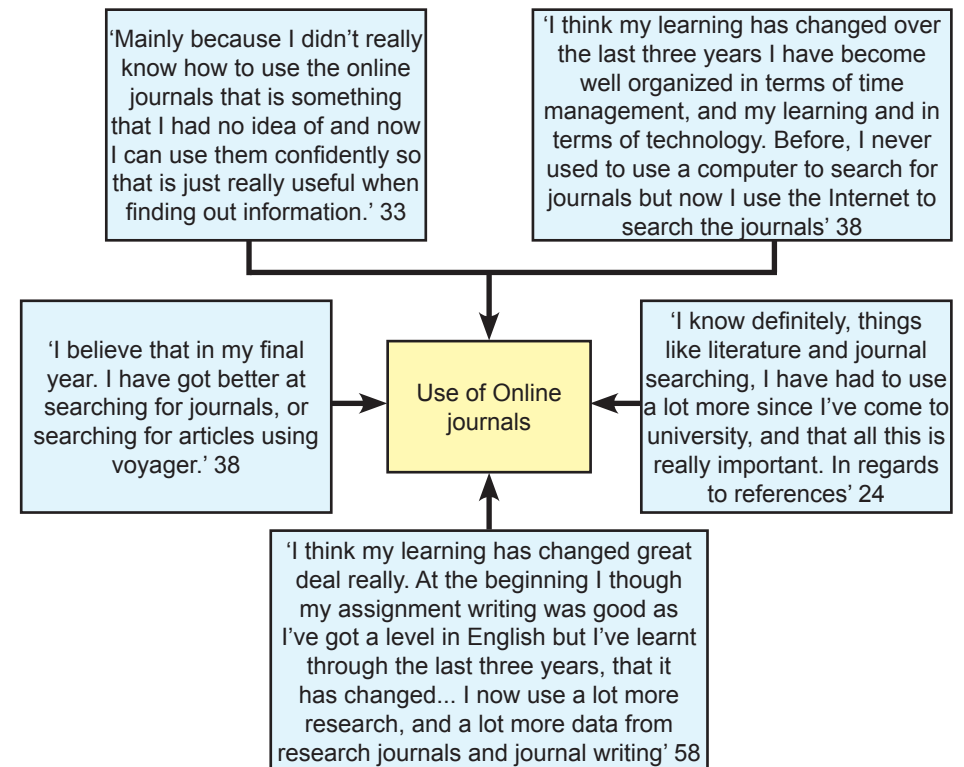 ‘Mainly because I didn’t really
know how to use the online
journals that is something
that I had no idea of and now
I can use them confidently so
that is just really useful when
finding out information.’ 33
‘I think my learning has changed over
the last three years I have become
well organized in terms of time
management, and my learning and in
terms of technology. Before, I never
used to use a computer to search for
journals but now I use the Internet to
search the journals’ 38
‘I believe that in my final
year. I have got better at
searching for journals, or
searching for articles using
voyager.’ 38
Use of Online
journals
‘I know definitely, things
like literature and journal
searching, I have had to use
a lot more since I’ve come to
university, and that all this is
really important. In regards
to references’ 24
‘I think my learning has changed great
deal really. At the beginning I though
my assignment writing was good as
I’ve got a level in English but I’ve learnt
through the last three years, that it
has changed... I now use a lot more
research, and a lot more data from
research journals and journal writing’ 58